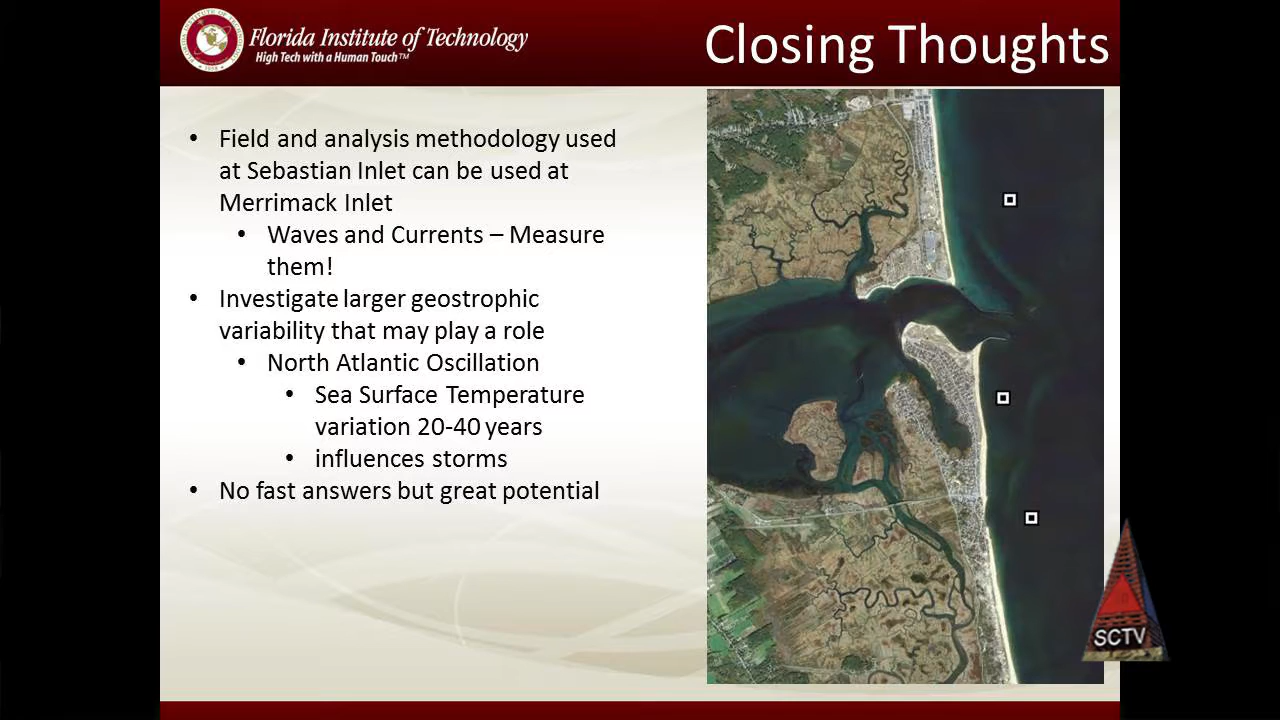 Florida Institute of Technology
High Tech with a Human Touch™
Closing Thoughts
• Field and analysis methodology used
at Sebastian Inlet can be used at
Merrimack Inlet
• Waves and Currents – Measure
them!
• Investigate larger geostrophic
variability that may play a role
• North Atlantic Oscillation
• Sea Surface Temperature
variation 20-40 years
• influences storms
• No fast answers but great potential
SCTV